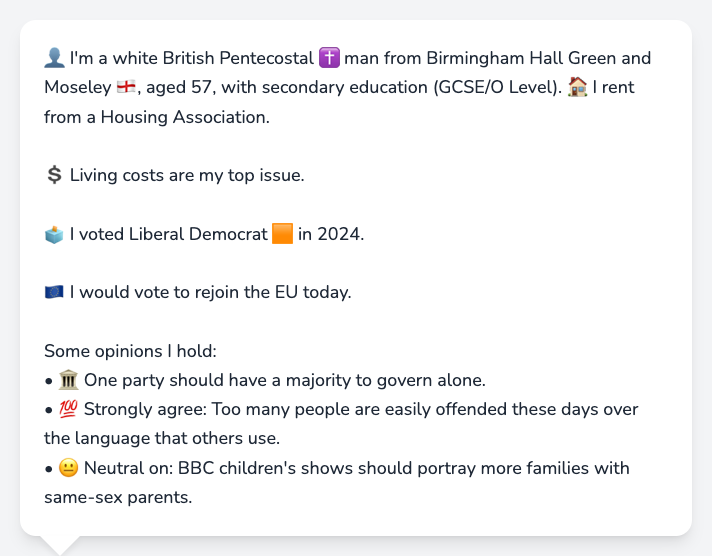 👤 I'm a white British Pentecostal ✝️ man from Birmingham Hall Green and
Moseley 🏴󠁧󠁢󠁥󠁮󠁧󠁿, aged 57, with secondary education (GCSE/O Level). 🏠 I rent
from a Housing Association.
💲 Living costs are my top issue.
🗳️ I voted Liberal Democrat 🟧 in 2024.
🇪🇺 I would vote to rejoin the EU today.
Some opinions I hold:
• 🏛️ One party should have a majority to govern alone.
• 💯 Strongly agree: Too many people are easily offended these days over
the language that others use.
• 😐 Neutral on: BBC children's shows should portray more families with
same-sex parents.